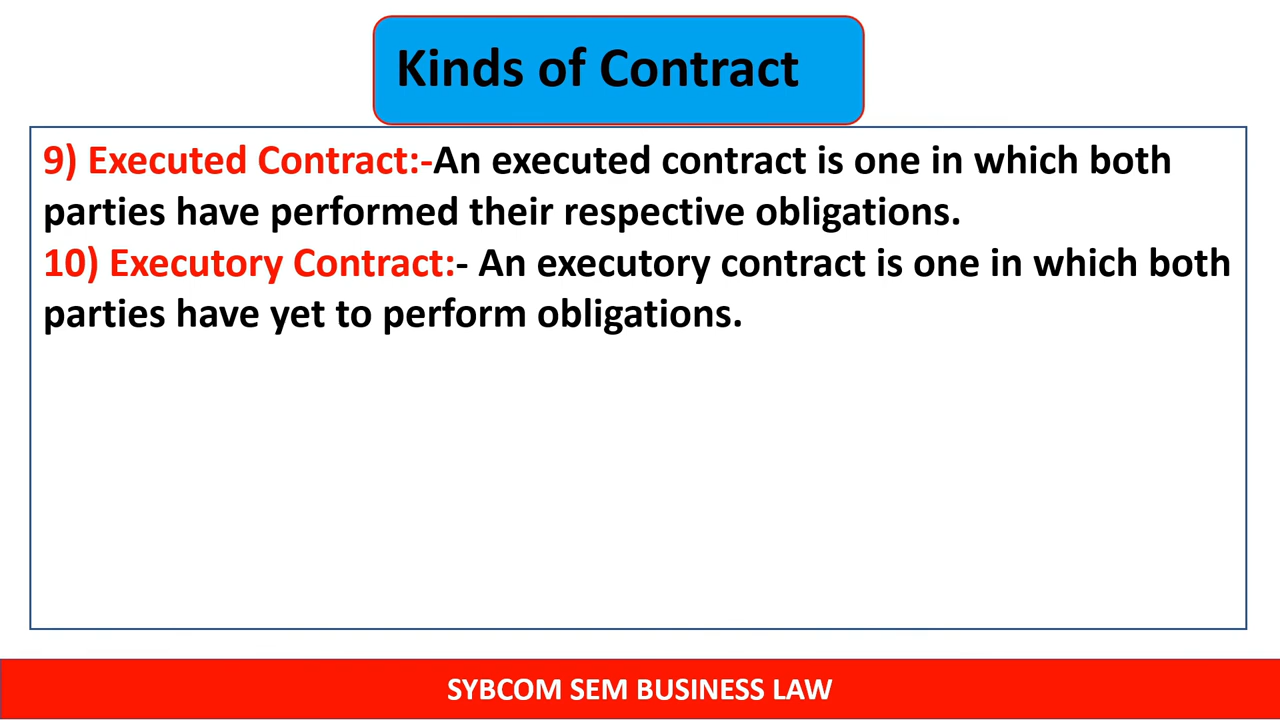 Kinds of Contract
9) Executed Contract:-An executed contract is one in which both
parties have performed their respective obligations.
10) Executory Contract:- An executory contract is one in which both
parties have yet to perform obligations.
SYBCOM SEM BUSINESS LAW